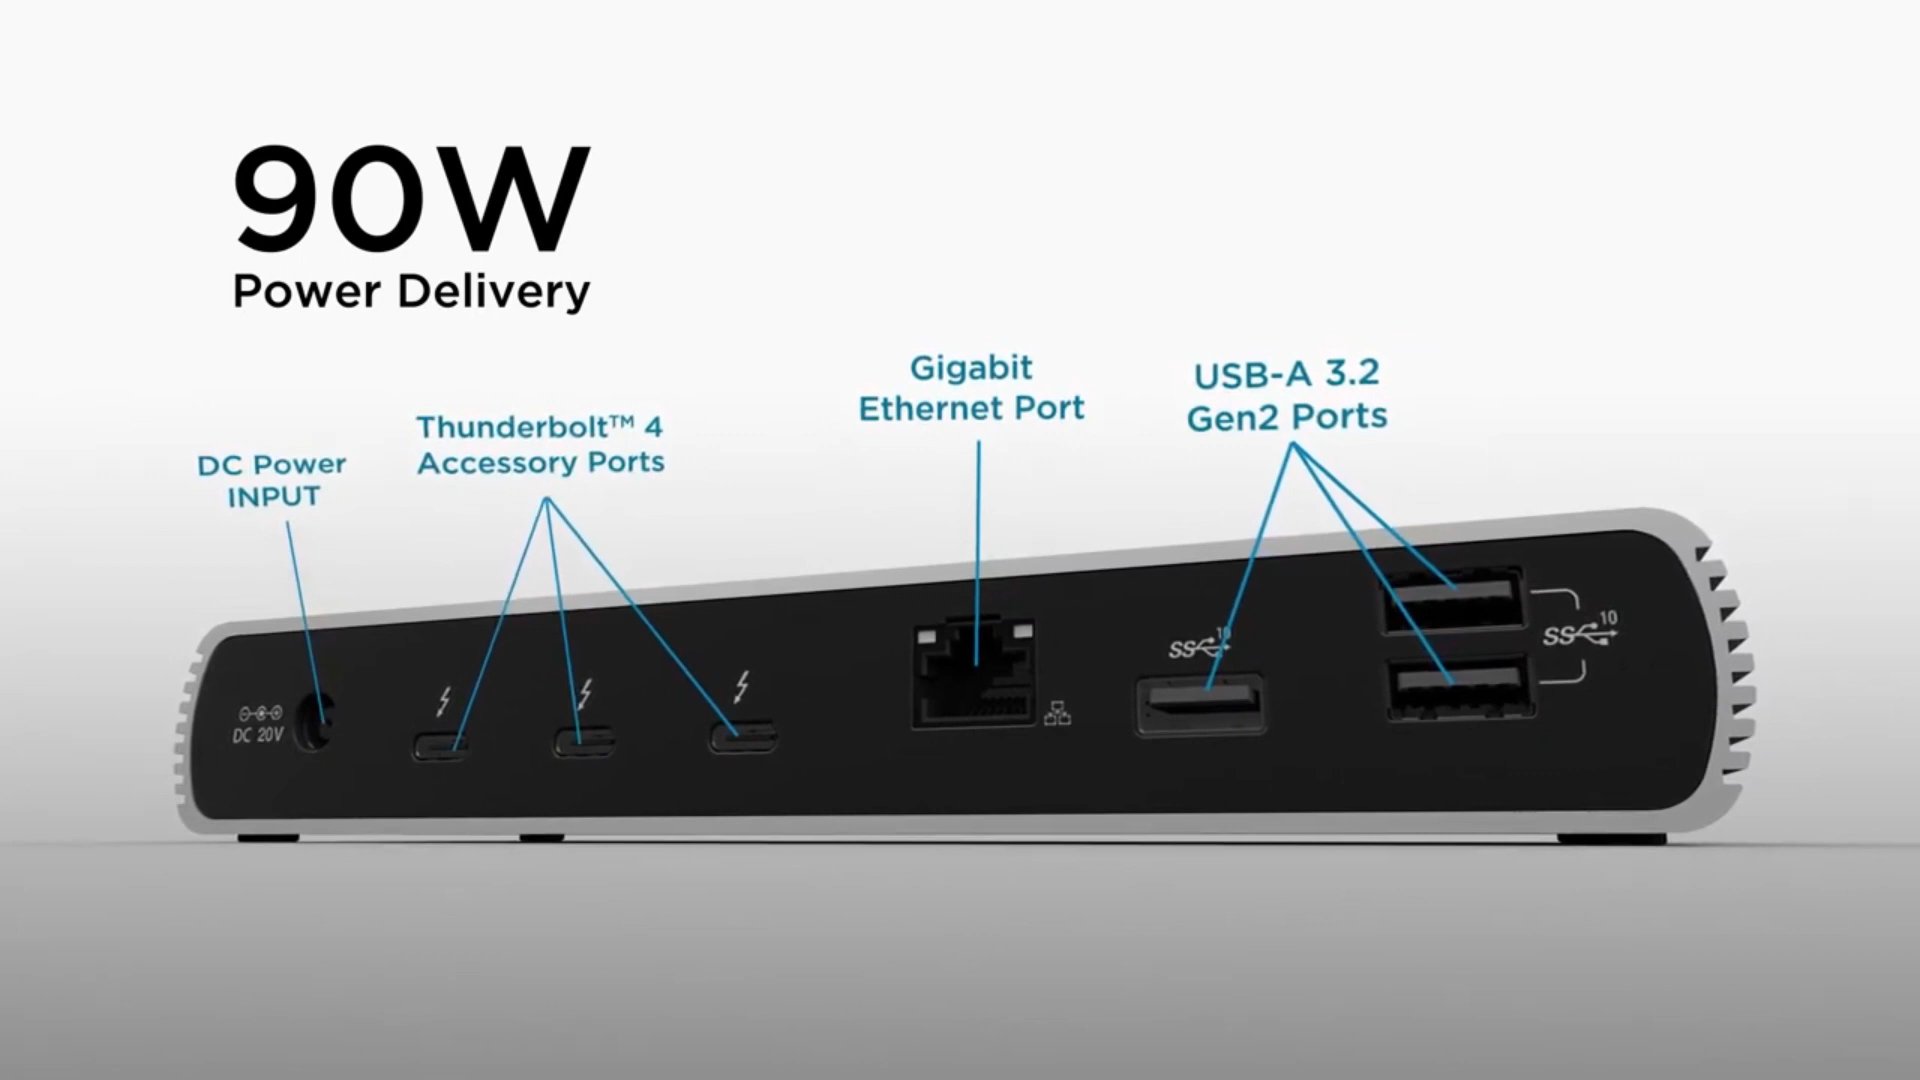 90W
Power Delivery
Gigabit
Ethernet Port
USB-A 3.2
Gen2 Ports
Thunderbolt™ 4
Accessory Ports
DC Power
INPUT
DC 20V
SS 10
SS 10